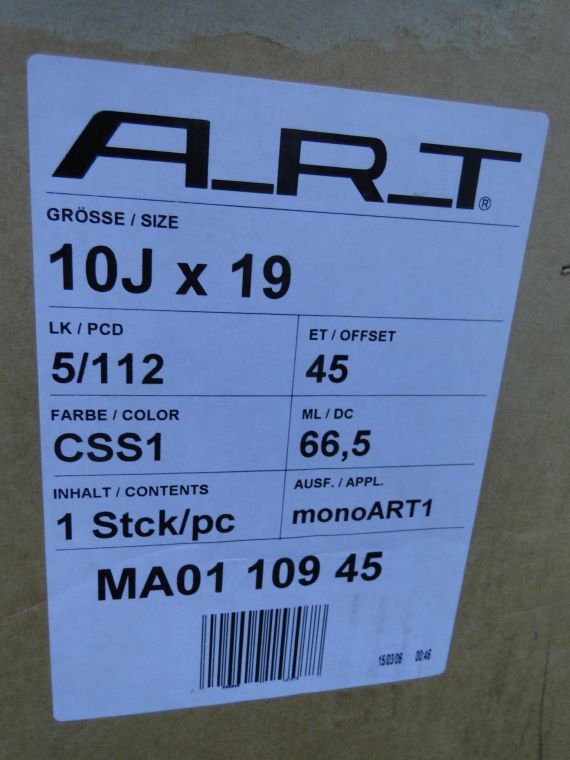 A_R_T®
GRÖSSE / SIZE
10J x 19
LK / PCD
5/112
ET / OFFSET
45
FARBE / COLOR
CSS1
ML / DC
66,5
INHALT / CONTENTS
1 Stck/pc
AUSF. / APPL.
monoART1
MA01 109 45
15/03/06 00:46